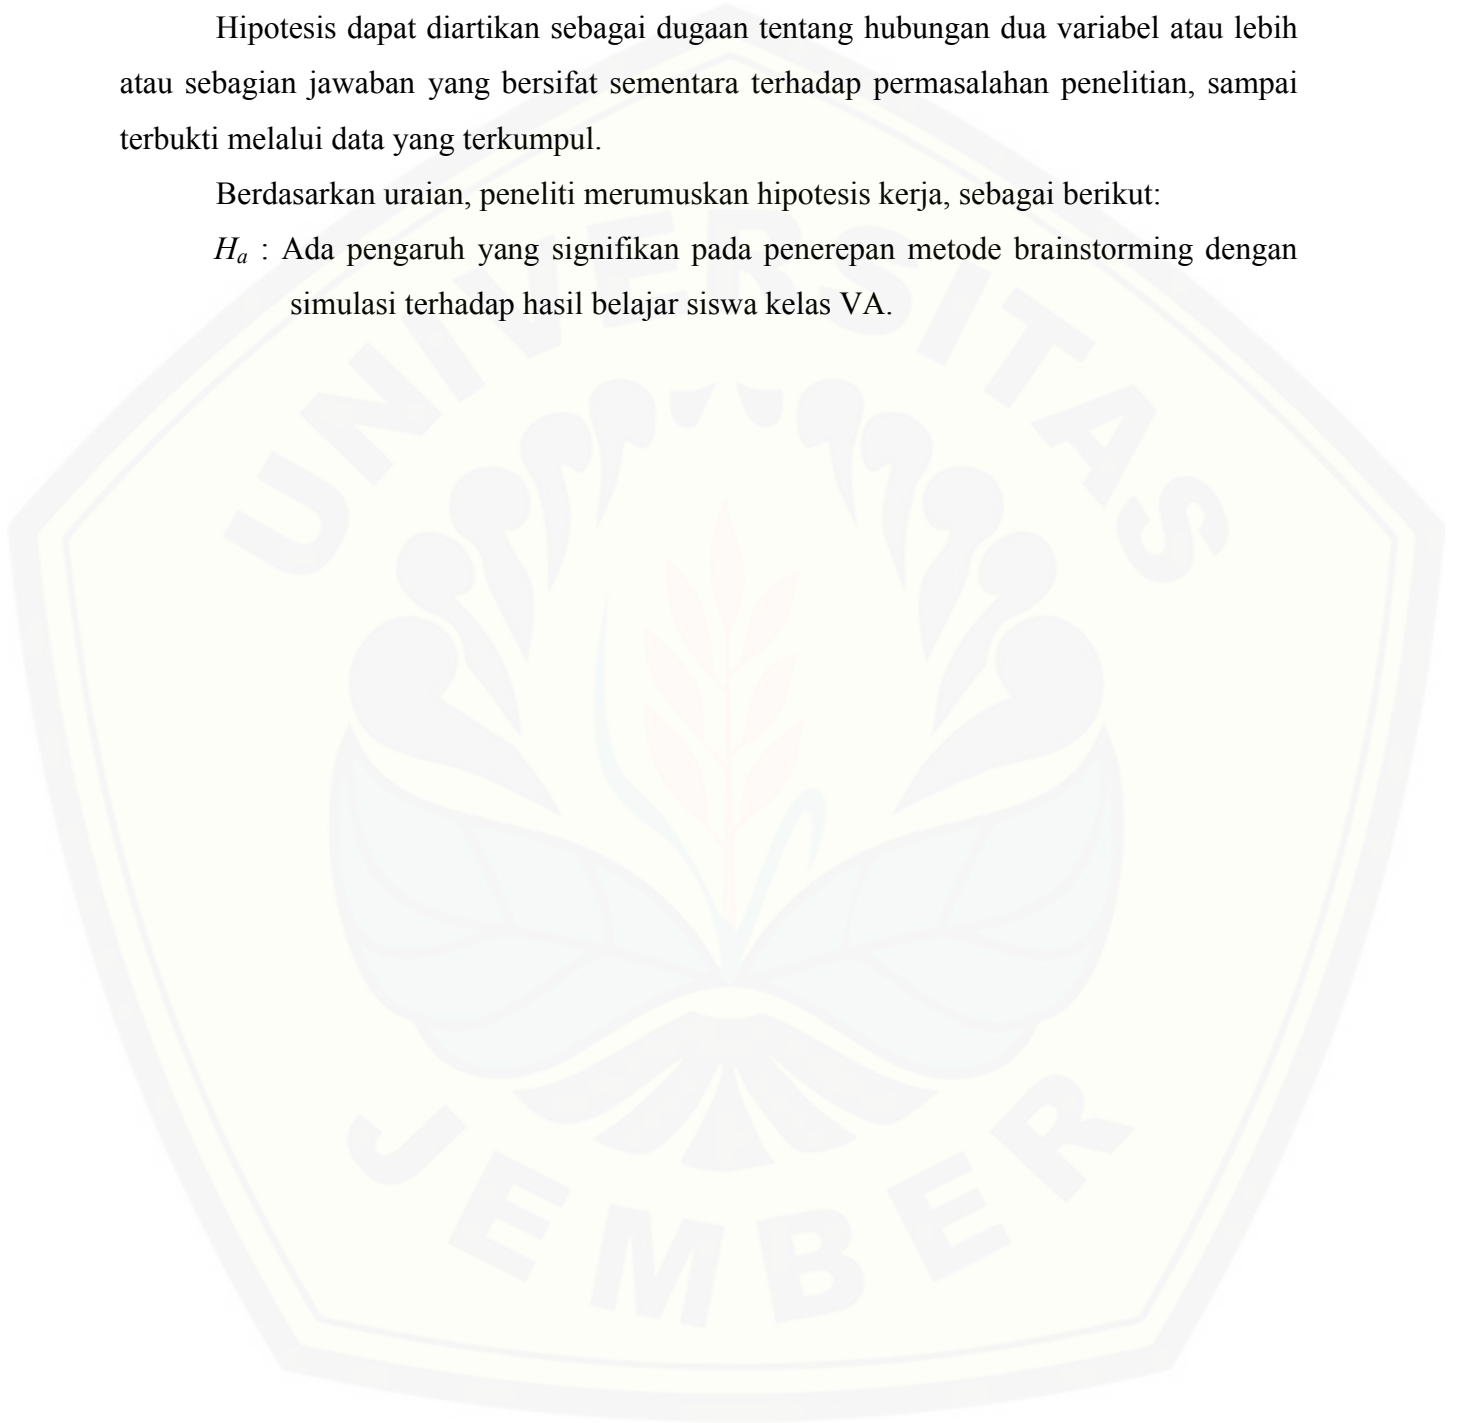 Hipotesis dapat diartikan sebagai dugaan tentang hubungan dua variabel atau lebih
atau sebagian jawaban yang bersifat sementara terhadap permasalahan penelitian, sampai
terbukti melalui data yang terkumpul.
Berdasarkan uraian, peneliti merumuskan hipotesis kerja, sebagai berikut:
Hₐ : Ada pengaruh yang signifikan pada penerepan metode brainstorming dengan
simulasi terhadap hasil belajar siswa kelas VA.
UNIVERSITAS
JEMBER